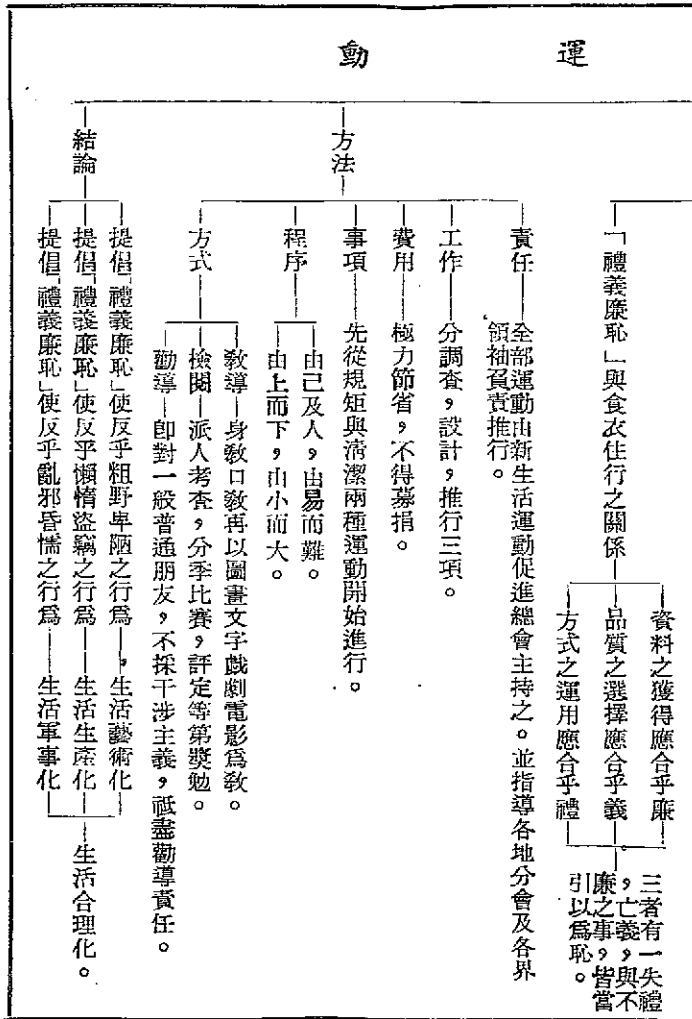 運動
「禮義廉恥」與食衣住行之關係
資料之獲得應合乎廉
品質之選擇應合乎義
方式之運用應合乎禮
三者有一失禮
，亡義，與不
廉之事，皆當
引以爲恥。
方法
責任
全部運動由新生活運動促進總會主持之。並指導各地分會及各界
領袖負責推行。
工作
分調查，設計，推行三項。
費用
極力節省，不得募捐。
事項
先從規矩與清潔兩種運動開始進行。
程序
由己及人，由易而難。
由上而下，由小而大。
方式
敎導
身敎口敎再以圖畫文字戲劇電影爲敎。
檢閱
派人考查，分季比賽，評定等第獎勉。
勸導
卽對一般普通朋友，不採干涉主義，祗盡勸導責任。
結論
提倡「禮義廉恥」使反乎粗野卑陋之行爲
，生活藝術化
提倡「禮義廉恥」使反乎懶惰盜竊之行爲
生活生產化
提倡「禮義廉恥」使反乎亂邪昏懦之行爲
生活軍事化
生活合理化。